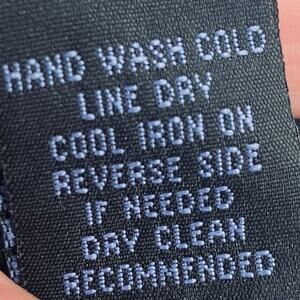 HAND WASH COLD
LINE DRY
COOL IRON ON
REVERSE SIDE
IF NEEDED
DRY CLEAN
RECOMMENDED